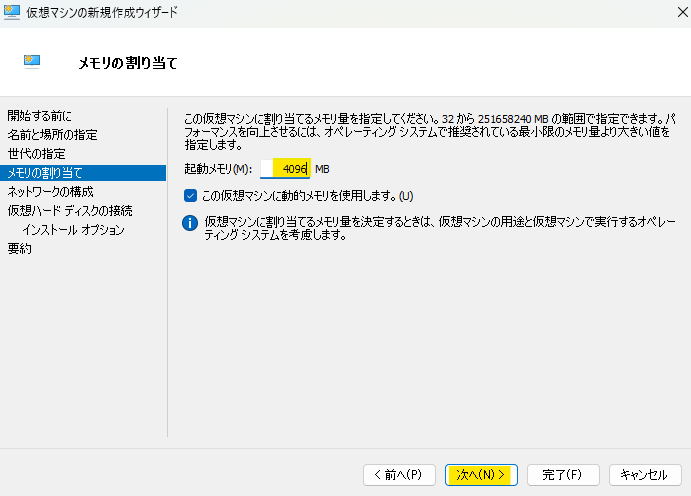 仮想マシンの新規作成ウィザード
メモリの割り当て
開始する前に
名前と場所の指定
世代の指定
メモリの割り当て
ネットワークの構成
仮想ハード ディスクの接続
インストール オプション
要約
この仮想マシンに割り当てるメモリ量を指定してください。32 から 251658240 MB の範囲で指定できます。パ
フォーマンスを向上させるには、オペレーティング システムで推奨されている最小限のメモリ量より大きい値を
指定します。
起動メモリ(M): 4096 MB
この仮想マシンに動的メモリを使用します。(U)
仮想マシンに割り当てるメモリ量を決定するときは、仮想マシンの用途と仮想マシンで実行するオペレー
ティング システムを考慮します。
< 前へ(P) 次へ(N) > 完了(F) キャンセル